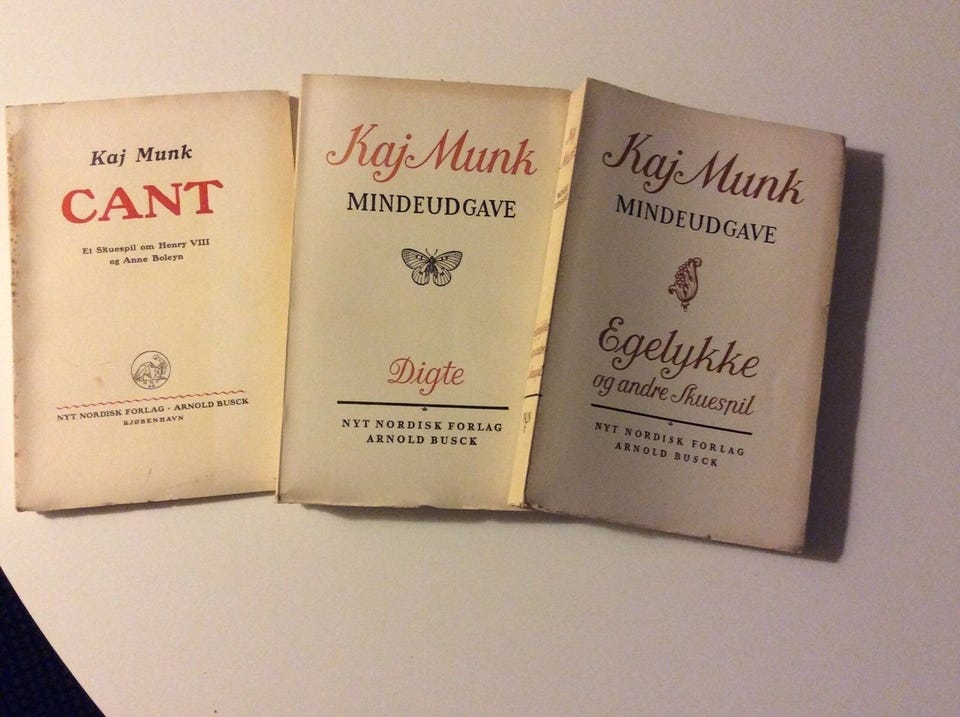 Kaj Munk
CANT
Et Skuespil om Henry VIII
og Anne Boleyn
NYT NORDISK FORLAG · ARNOLD BUSCK
KJØBENHAVN
Kaj Munk
MINDEUDGAVE
Digte
NYT NORDISK FORLAG
ARNOLD BUSCK
Kaj Munk
MINDEUDGAVE
Egelykke
og andre Skuespil
NYT NORDISK FORLAG
ARNOLD BUSCK